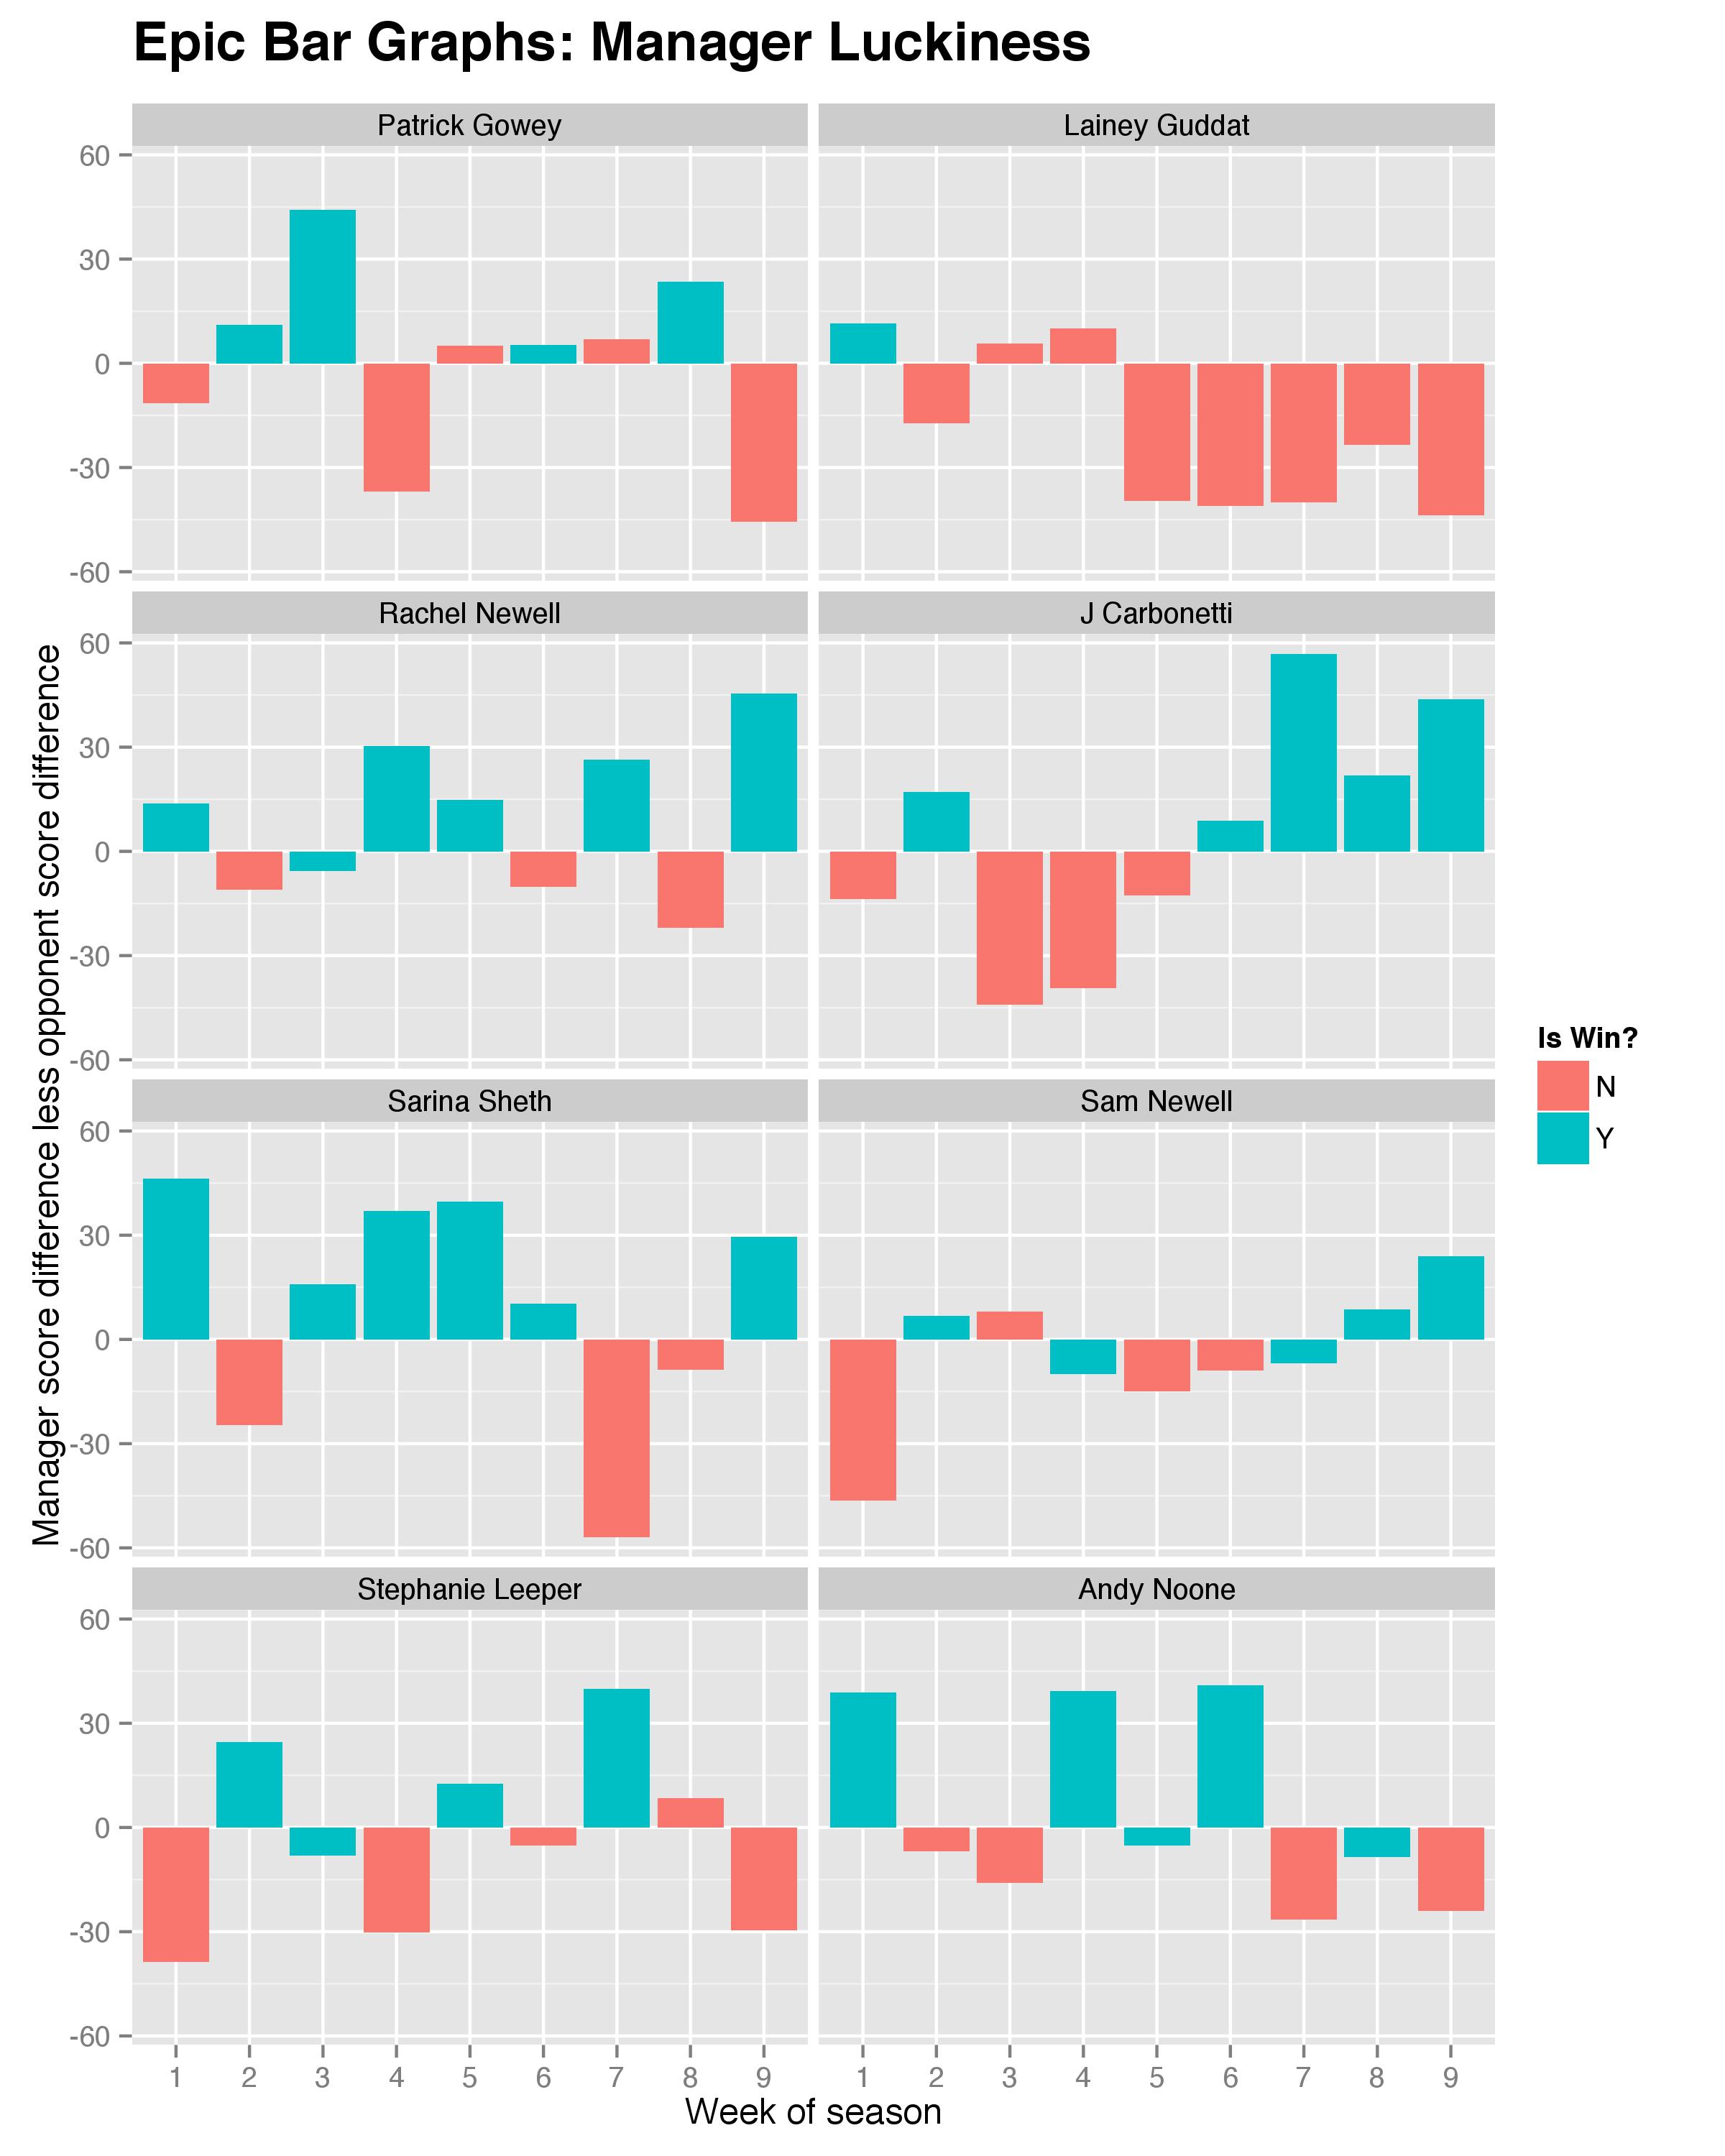 Epic Bar Graphs: Manager Luckiness
Patrick Gowey
Lainey Guddat
60
30
0
-30
-60
Rachel Newell
J Carbonetti
60
30
0
-30
-60
Sarina Sheth
Sam Newell
60
30
0
-30
-60
Stephanie Leeper
Andy Noone
60
30
0
-30
-60
1 2 3 4 5 6 7 8 9
1 2 3 4 5 6 7 8 9
Week of season
Manager score difference less opponent score difference
Is Win?
N
Y